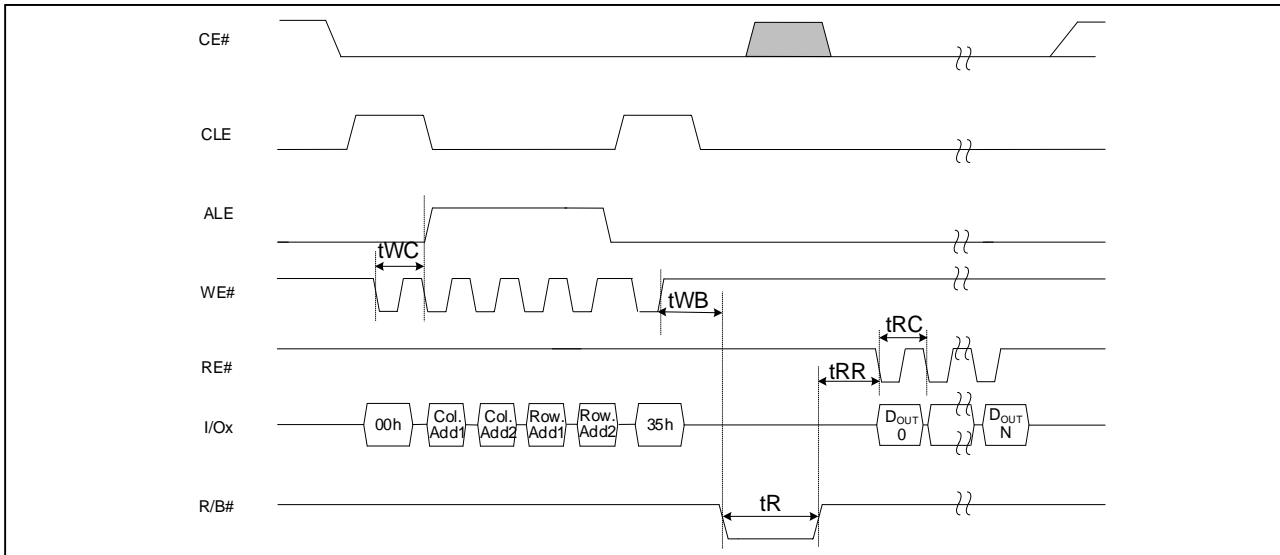 CE#
CLE
ALE
tWC
WE#
tWB
tRC
RE#
tRR
I/Ox
00h
Col.
Add1
Col.
Add2
Row.
Add1
Row.
Add2
35h
DOUT
0
DOUT
N
R/B#
tR